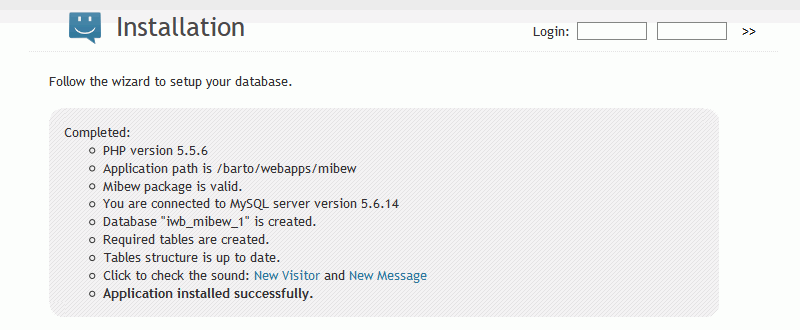 Installation
Login: >>
Follow the wizard to setup your database.
Completed:
PHP version 5.5.6
Application path is /barto/webapps/mibew
Mibew package is valid.
You are connected to MySQL server version 5.6.14
Database "iwb_mibew_1" is created.
Required tables are created.
Tables structure is up to date.
Click to check the sound: New Visitor and New Message
Application installed successfully.